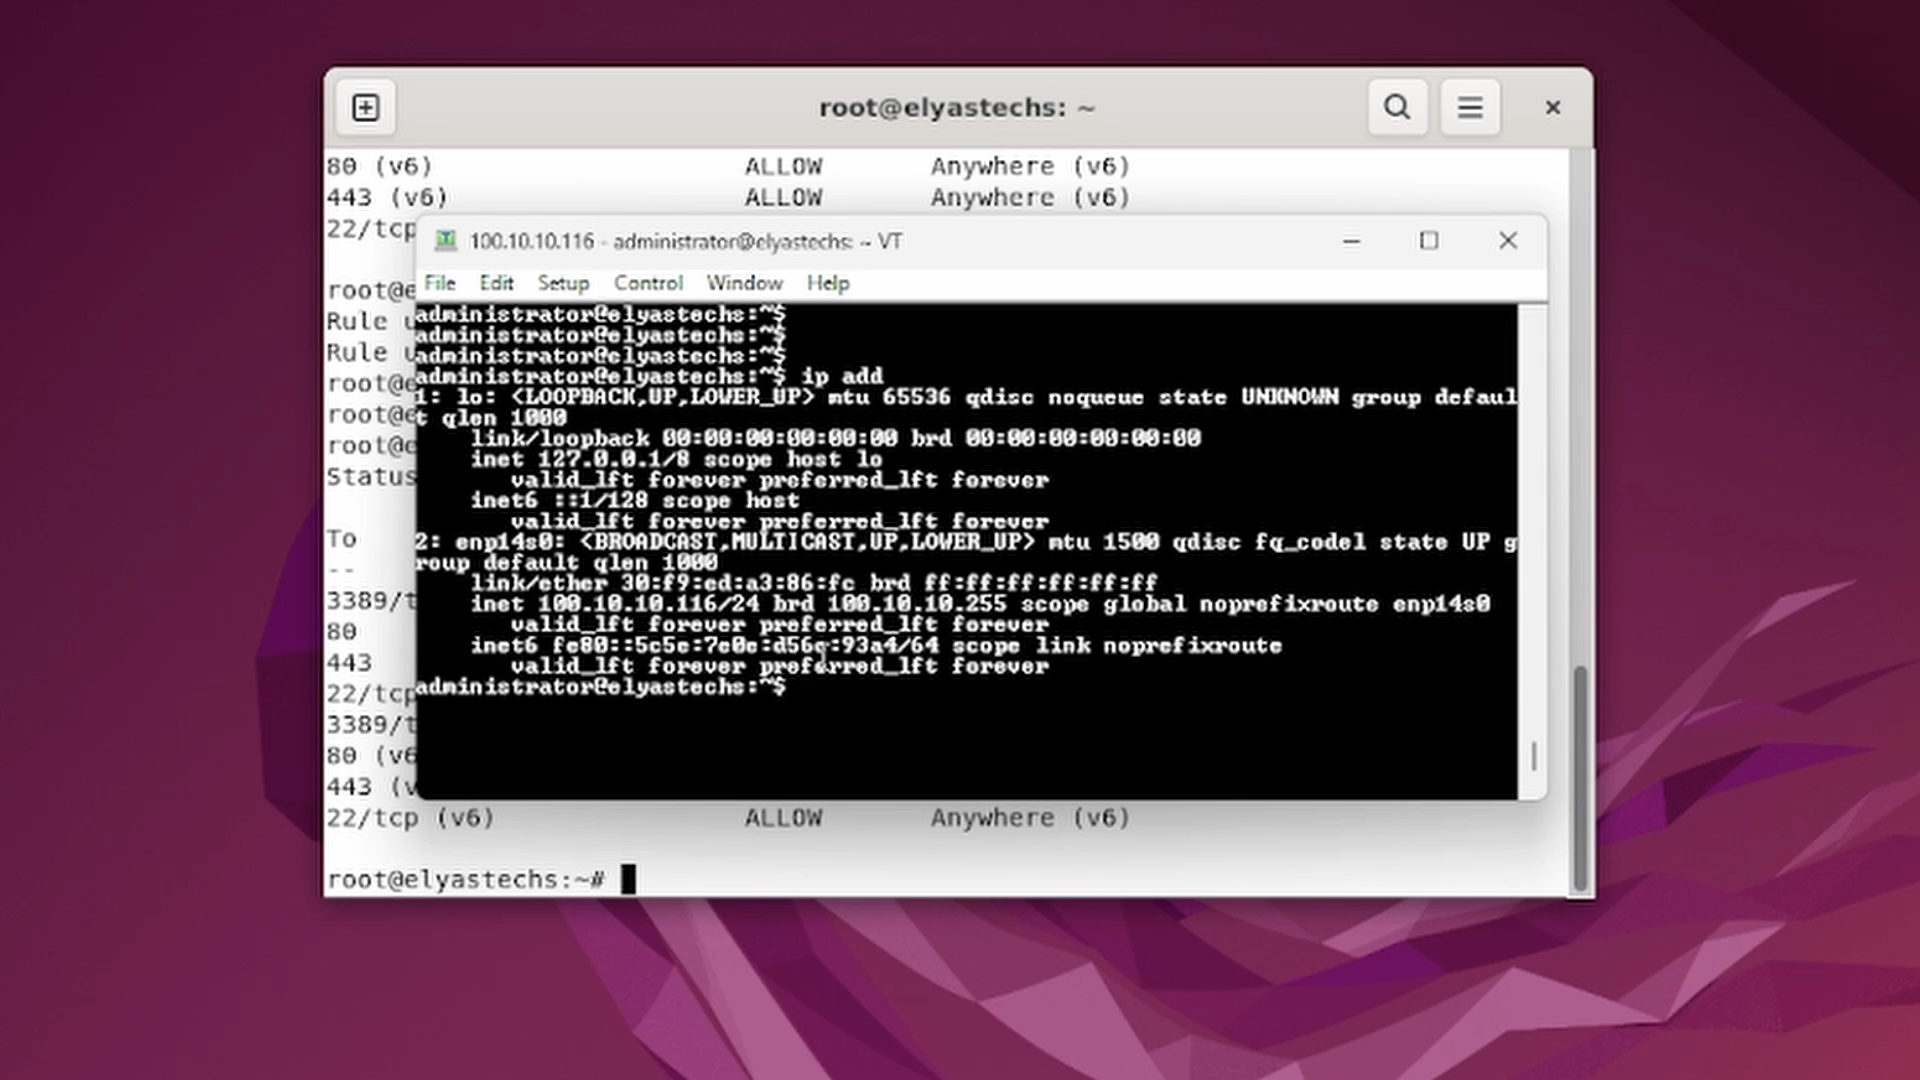 root@elyastechs: ~
80 (v6) ALLOW Anywhere (v6)
443 (v6) ALLOW Anywhere (v6)
22/tcp
root@e
Rule u
Rule u
root@e
root@e
root@e
Status
To
--
3389/t
80
443
22/tcp
3389/t
80 (v6
443 (v
22/tcp (v6) ALLOW Anywhere (v6)
root@elyastechs:~#
100.10.10.116 - administrator@elyastechs: ~ VT
File Edit Setup Control Window Help
administrator@elyastechs:~$
administrator@elyastechs:~$
administrator@elyastechs:~$
administrator@elyastechs:~$ ip add
1: lo: <LOOPBACK,UP,LOWER_UP> mtu 65536 qdisc noqueue state UNKNOWN group defaul
t qlen 1000
link/loopback 00:00:00:00:00:00 brd 00:00:00:00:00:00
inet 127.0.0.1/8 scope host lo
valid_lft forever preferred_lft forever
inet6 ::1/128 scope host
valid_lft forever preferred_lft forever
2: enp14s0: <BROADCAST,MULTICAST,UP,LOWER_UP> mtu 1500 qdisc fq_codel state UP g
roup default qlen 1000
link/ether 30:f9:ed:a3:86:fc brd ff:ff:ff:ff:ff:ff
inet 100.10.10.116/24 brd 100.10.10.255 scope global noprefixroute enp14s0
valid_lft forever preferred_lft forever
inet6 scope link noprefixroute
valid_lft forever preferred_lft forever
administrator@elyastechs:~$